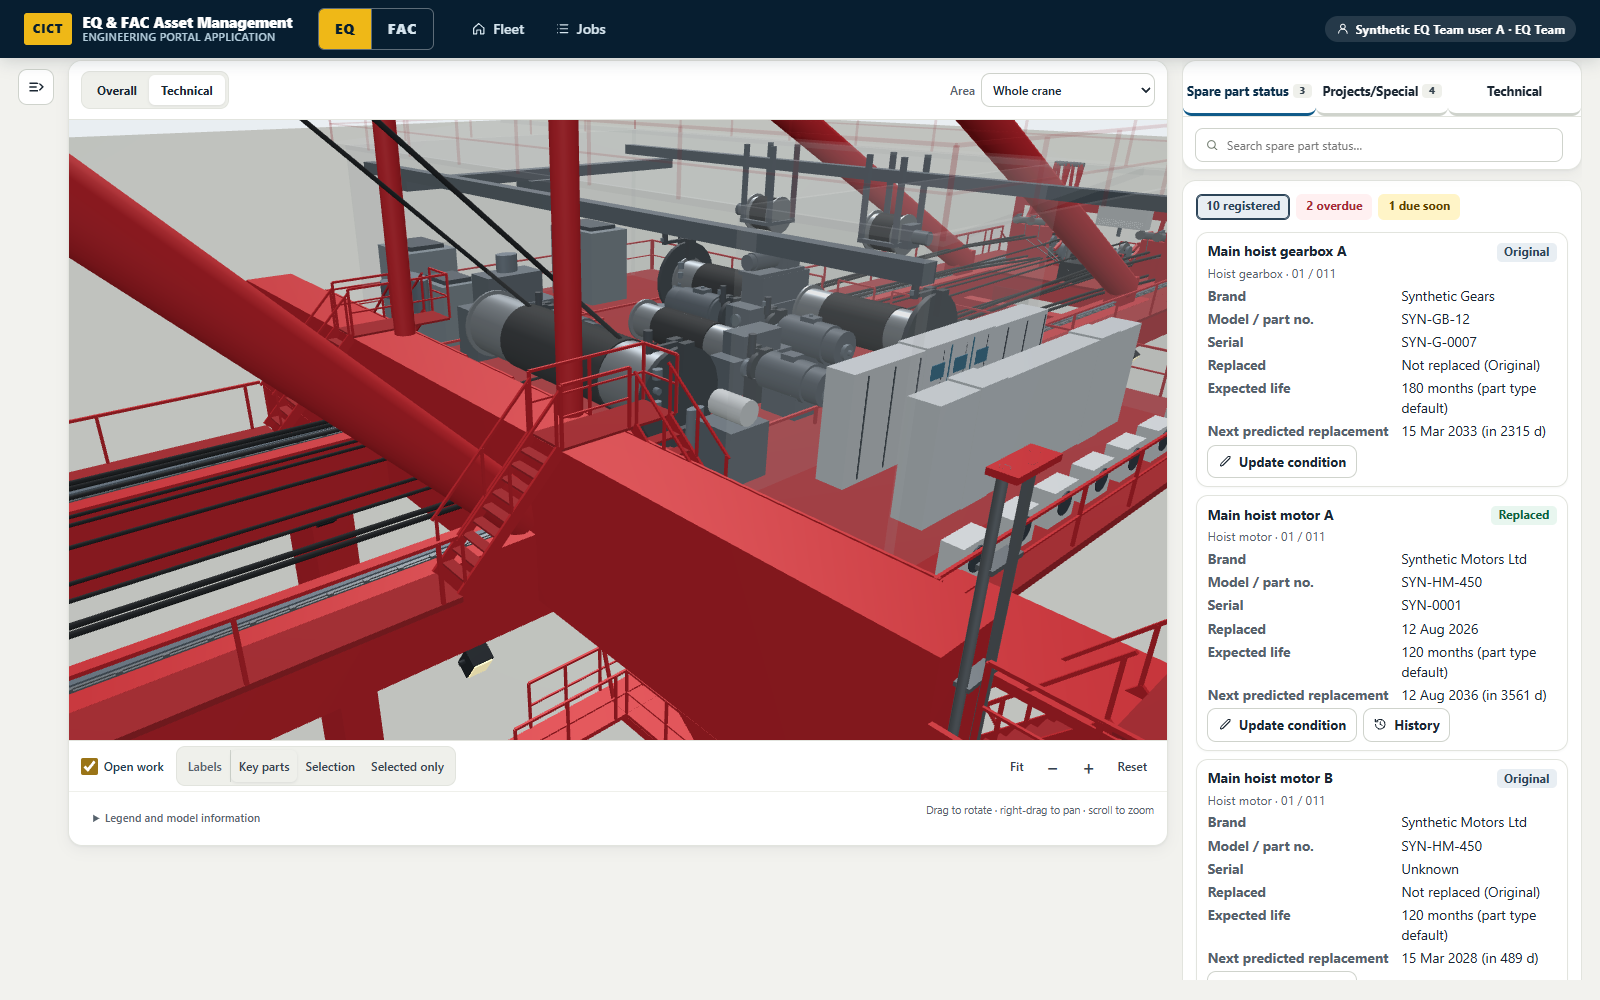 CICT
EQ & FAC Asset Management
ENGINEERING PORTAL APPLICATION
EQ
FAC
Fleet
Jobs
Synthetic EQ Team user A · EQ Team
Overall
Technical
Area
Whole crane
Spare part status 3
Projects/Special 4
Technical
Search spare part status...
10 registered
2 overdue
1 due soon
Main hoist gearbox A
Original
Hoist gearbox · 01 / 011
Brand Synthetic Gears
Model / part no. SYN-GB-12
Serial SYN-G-0007
Replaced Not replaced (Original)
Expected life 180 months (part type
default)
Next predicted replacement 15 Mar 2033 (in 2315 d)
Update condition
Main hoist motor A
Replaced
Hoist motor · 01 / 011
Brand Synthetic Motors Ltd
Model / part no. SYN-HM-450
Serial SYN-0001
Replaced 12 Aug 2026
Expected life 120 months (part type
default)
Next predicted replacement 12 Aug 2036 (in 3561 d)
Update condition
History
Main hoist motor B
Original
Hoist motor · 01 / 011
Brand Synthetic Motors Ltd
Model / part no. SYN-HM-450
Serial Unknown
Replaced Not replaced (Original)
Expected life 120 months (part type
default)
Next predicted replacement 15 Mar 2028 (in 489 d)
Open work
Labels
Key parts
Selection
Selected only
Fit
−
+
Reset
Legend and model information
Drag to rotate · right-drag to pan · scroll to zoom